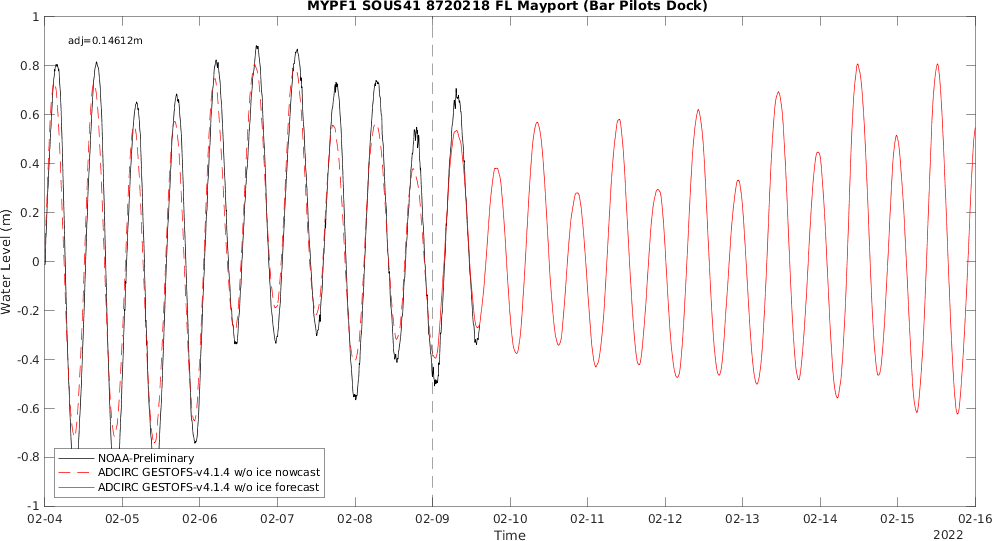 MYPF1 SOUS41 8720218 FL Mayport (Bar Pilots Dock)
adj=0.14612m
1
0.8
0.6
0.4
0.2
0
-0.2
-0.4
-0.6
-0.8
-1
Water Level (m)
NOAA-Preliminary
ADCIRC GESTOFS-v4.1.4 w/o ice nowcast
ADCIRC GESTOFS-v4.1.4 w/o ice forecast
02-04 02-05 02-06 02-07 02-08 02-09 02-10 02-11 02-12 02-13 02-14 02-15 02-16
Time
2022